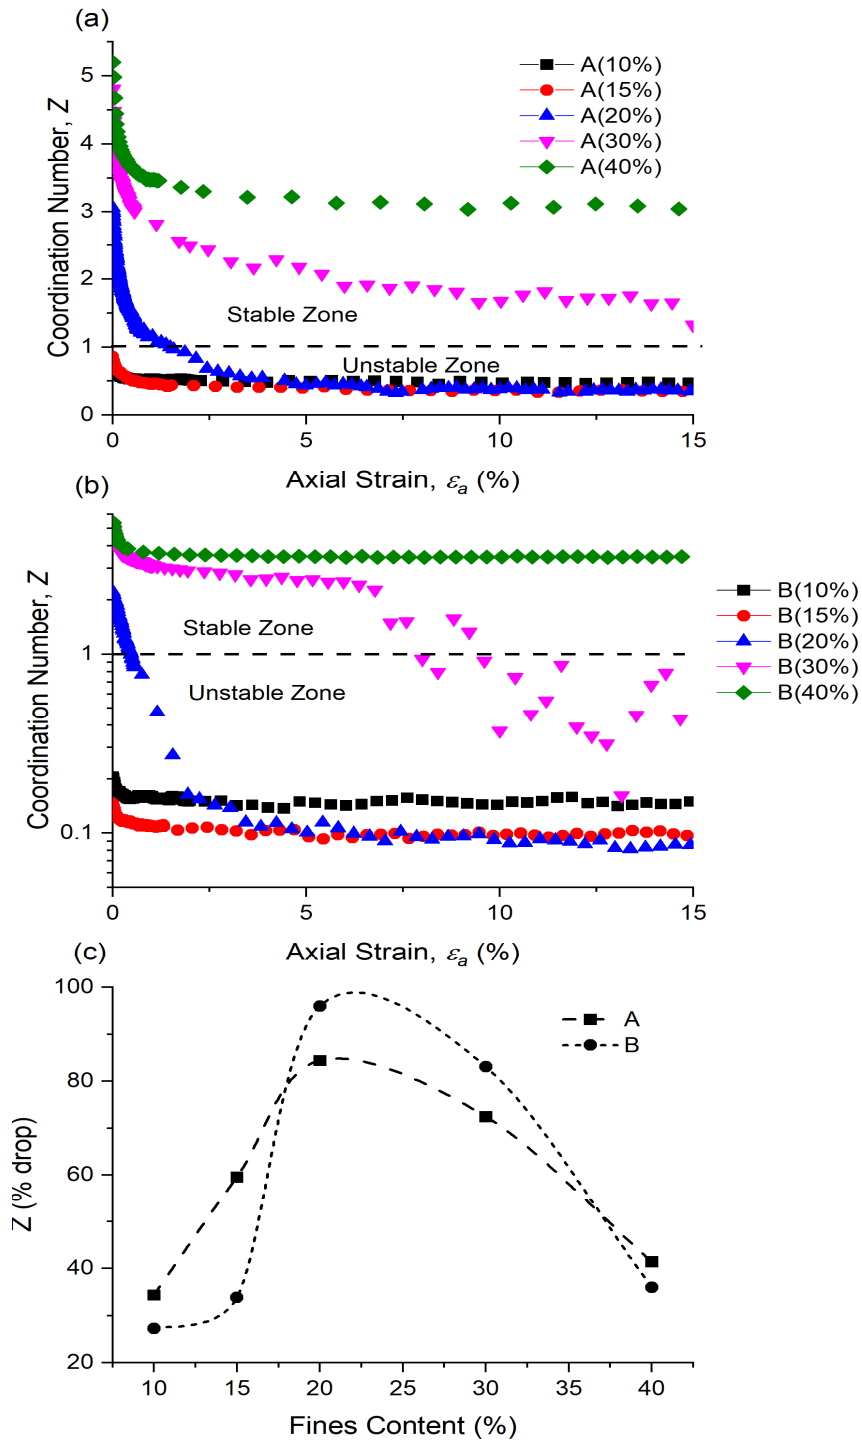 (a)
5
4
3
2
1
0
Coordination Number, Z
A(10%)
A(15%)
A(20%)
A(30%)
A(40%)
Stable Zone
Unstable Zone
0 5 10 15
Axial Strain, εa (%)
(b)
1
0.1
Coordination Number, Z
Stable Zone
Unstable Zone
B(10%)
B(15%)
B(20%)
B(30%)
B(40%)
0 5 10 15
Axial Strain, εa (%)
(c)
100
80
60
40
20
Z (% drop)
A
B
10 15 20 25 30 35 40
Fines Content (%)